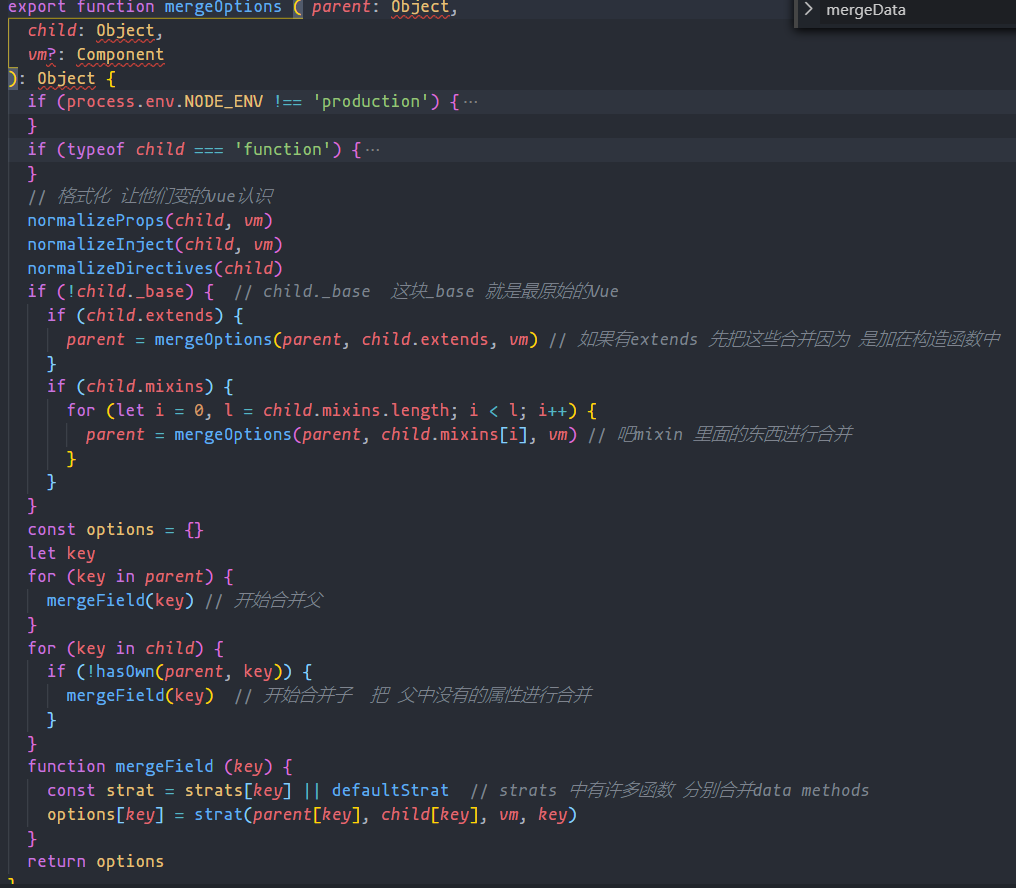 export function mergeOptions ( parent: Object,
> mergeData
child: Object,
vm?: Component
): Object {
if (process.env.NODE_ENV !== 'production') {···
}
if (typeof child === 'function') {···
}
// 格式化 让他们变的vue认识
normalizeProps(child, vm)
normalizeInject(child, vm)
normalizeDirectives(child)
if (!child._base) { // child._base 这块_base 就是最原始的Vue
if (child.extends) {
parent = mergeOptions(parent, child.extends, vm) // 如果有extends 先把这些合并因为 是加在构造函数中
}
if (child.mixins) {
for (let i = 0, l = child.mixins.length; i < l; i++) {
parent = mergeOptions(parent, child.mixins[i], vm) // 吧mixin 里面的东西进行合并
}
}
}
const options = {}
let key
for (key in parent) {
mergeField(key) // 开始合并父
}
for (key in child) {
if (!hasOwn(parent, key)) {
mergeField(key) // 开始合并子 把 父中没有的属性进行合并
}
}
function mergeField (key) {
const strat = strats[key] || defaultStrat // strats 中有许多函数 分别合并data methods
options[key] = strat(parent[key], child[key], vm, key)
}
return options
}